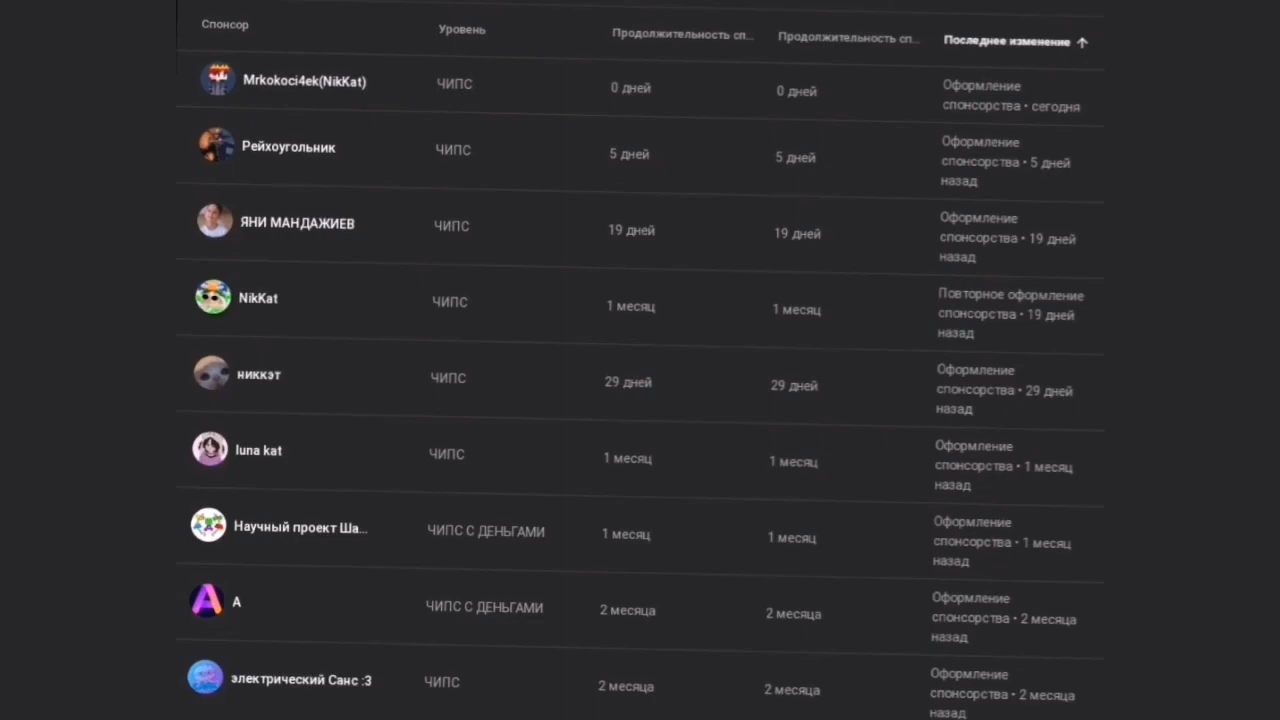 Спонсор Уровень Продолжительность сп... Продолжительность сп... Последнее изменение
Mrkokoci4ek(NikKat) ЧИПС 0 дней 0 дней Оформление
спонсорства • сегодня
Рейхоугольник ЧИПС 5 дней 5 дней Оформление
спонсорства • 5 дней
назад
ЯНИ МАНДАЖИЕВ ЧИПС 19 дней 19 дней Оформление
спонсорства • 19 дней
назад
NikKat ЧИПС 1 месяц 1 месяц Повторное оформление
спонсорства • 19 дней
назад
никкэт ЧИПС 29 дней 29 дней Оформление
спонсорства • 29 дней
назад
luna kat ЧИПС 1 месяц 1 месяц Оформление
спонсорства • 1 месяц
назад
Научный проект Ша... ЧИПС С ДЕНЬГАМИ 1 месяц 1 месяц Оформление
спонсорства • 1 месяц
назад
A ЧИПС С ДЕНЬГАМИ 2 месяца 2 месяца Оформление
спонсорства • 2 месяца
назад
электрический Санс :3 ЧИПС 2 месяца 2 месяца Оформление
спонсорства • 2 месяца
назад